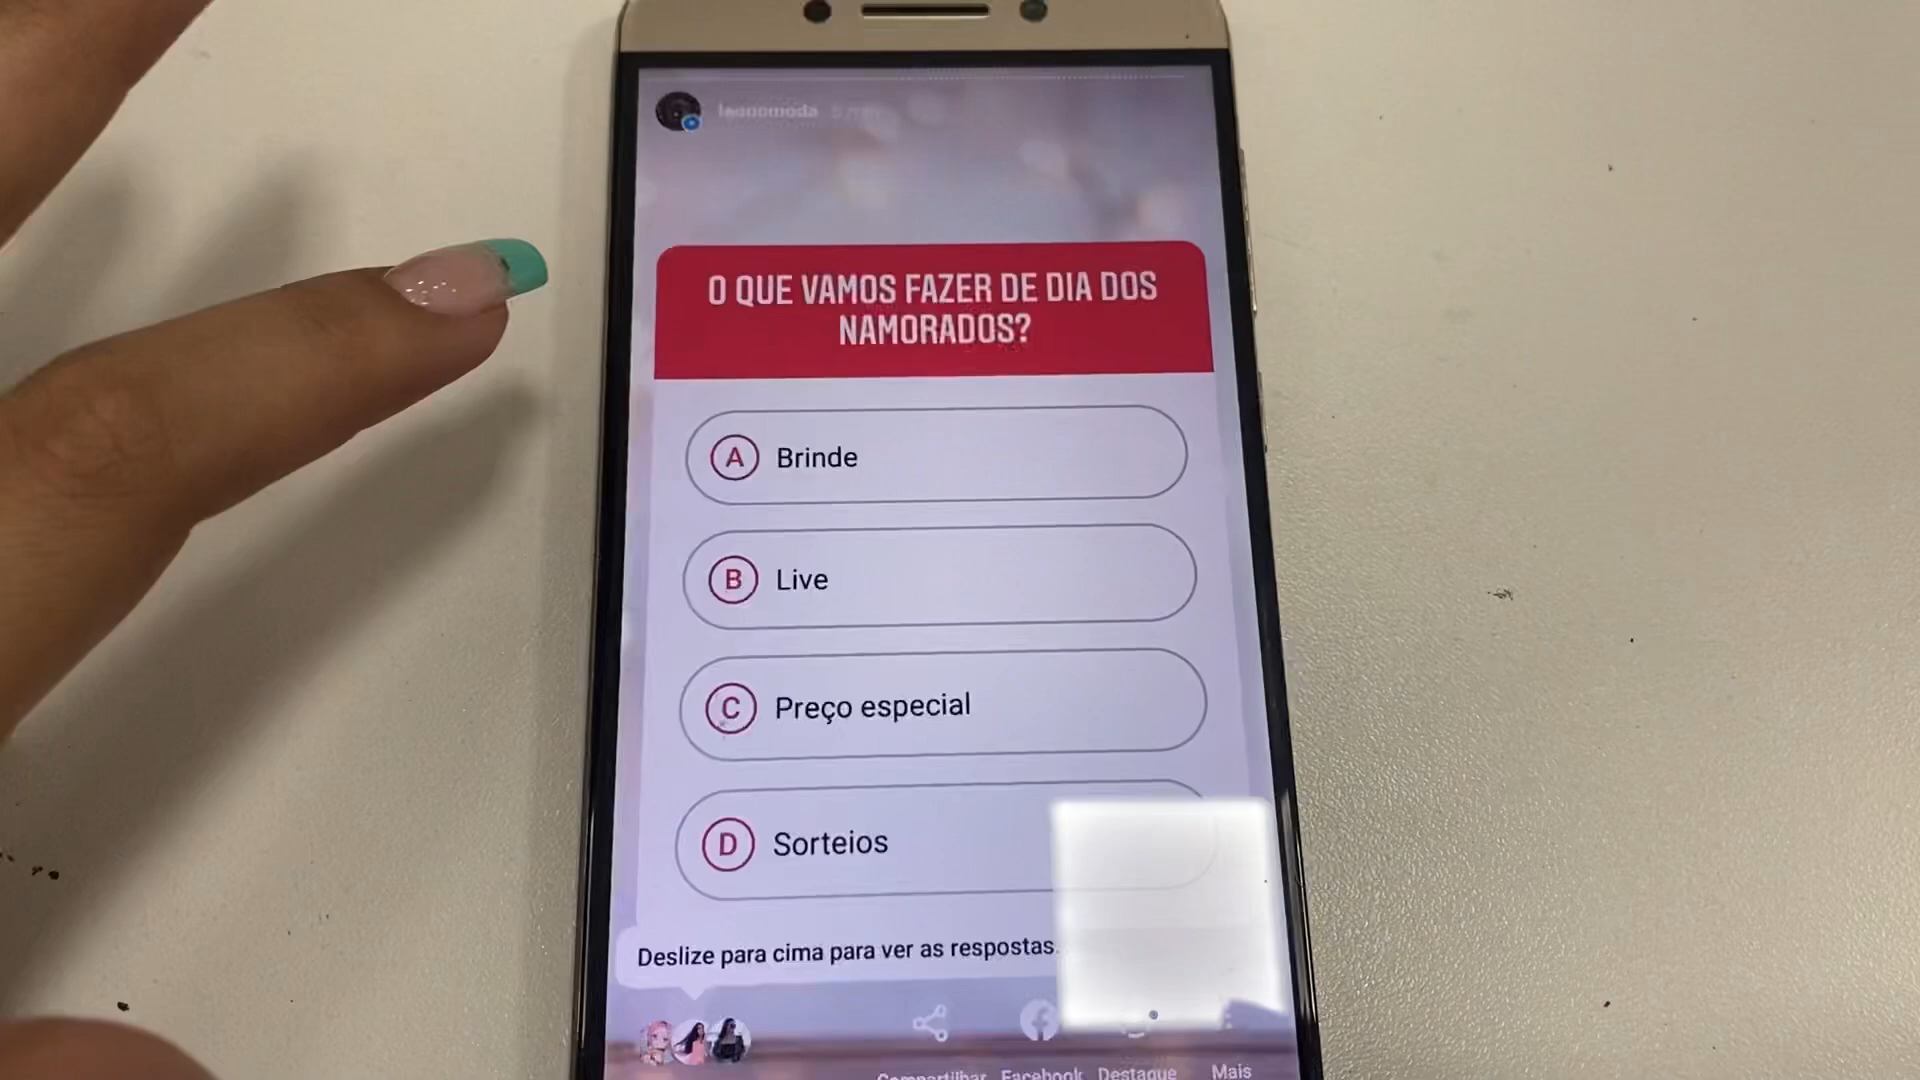 O QUE VAMOS FAZER DE DIA DOS
NAMORADOS?
A Brinde
B Live
C Preço especial
D Sorteios
Deslize para cima para ver as respostas.
Compartilhar Facebook Destaque Mais